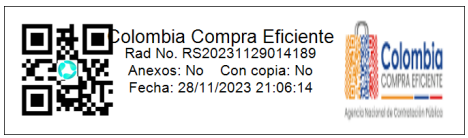 Colombia Compra Eficiente
Rad No. RS20231129014189
Anexos: No Con copia: No
Fecha: 28/11/2023 21:06:14
Colombia
COMPRA EFICIENTE
Agencia Nacional de Contratación Pública